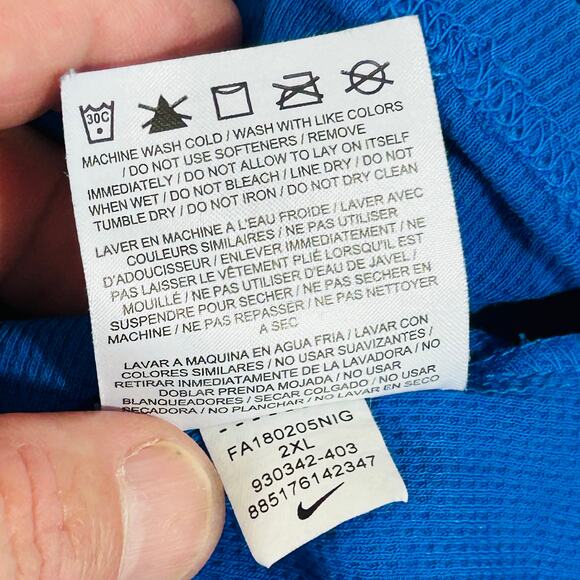 30C
MACHINE WASH COLD / WASH WITH LIKE COLORS
/ DO NOT USE SOFTENERS / REMOVE
IMMEDIATELY / DO NOT ALLOW TO LAY ON ITSELF
WHEN WET / DO NOT BLEACH / LINE DRY / DO NOT
TUMBLE DRY / DO NOT IRON / DO NOT DRY CLEAN
LAVER EN MACHINE A L'EAU FROIDE / LAVER AVEC
COULEURS SIMILAIRES / NE PAS UTILISER
D'ADOUCISSEUR / ENLEVER IMMEDIATEMENT / NE
PAS LAISSER LE VÊTEMENT PLIÉ LORSQU'IL EST
MOUILLÉ / NE PAS UTILISER D'EAU DE JAVEL /
SUSPENDRE POUR SECHER / NE PAS SECHER EN
MACHINE / NE PAS REPASSER / NE PAS NETTOYER
A SEC
LAVAR A MAQUINA EN AGUA FRIA / LAVAR CON
COLORES SIMILARES / NO USAR SUAVIZANTES /
RETIRAR INMEDIATAMENTE DE LA LAVADORA / NO
DOBLAR PRENDA MOJADA / NO USAR
BLANQUEADORES / SECAR COLGADO / NO USAR
SECADORA / NO PLANCHAR / NO LAVAR EN SECO
FA180205NIG
2XL
930342-403
885176142347